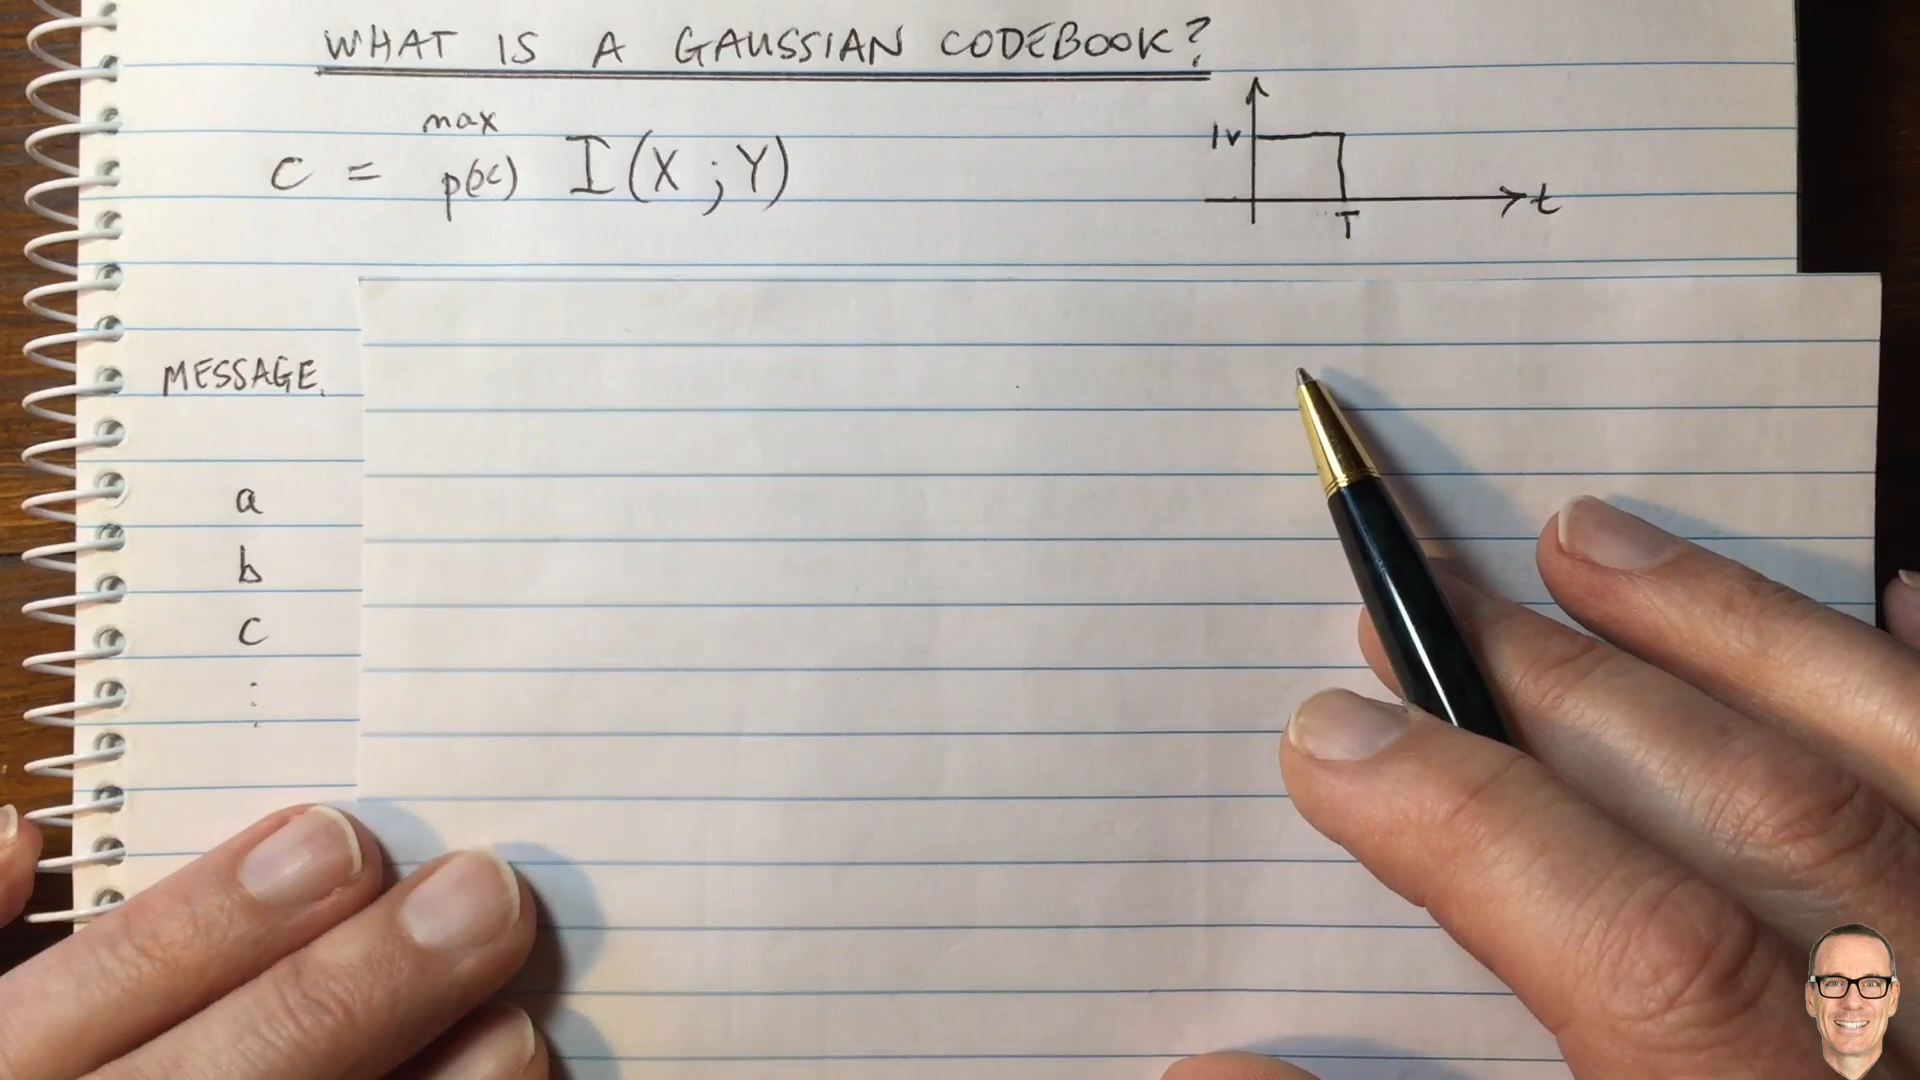 WHAT IS A GAUSSIAN CODEBOOK?
max
C = p(x) I(X;Y)
1v
t
T
MESSAGE.
a
b
c
⋮